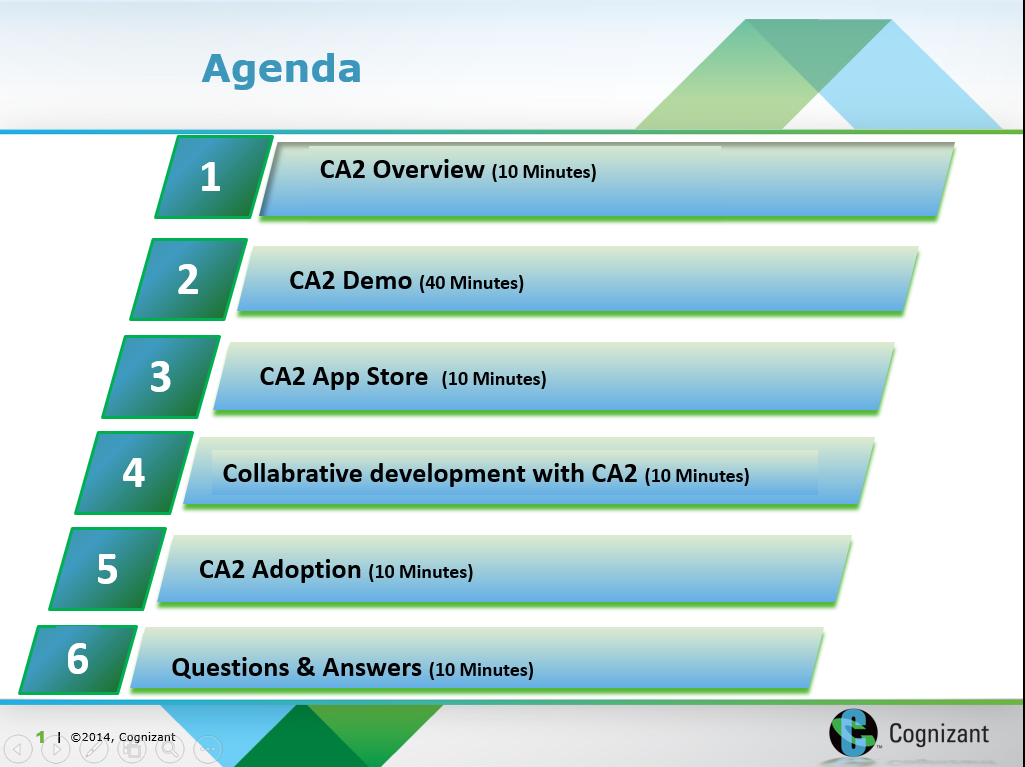 Agenda
1
CA2 Overview (10 Minutes)
2
CA2 Demo (40 Minutes)
3
CA2 App Store (10 Minutes)
4
Collabrative development with CA2 (10 Minutes)
5
CA2 Adoption (10 Minutes)
6
Questions & Answers (10 Minutes)
1 | ©2014, Cognizant
Cognizant